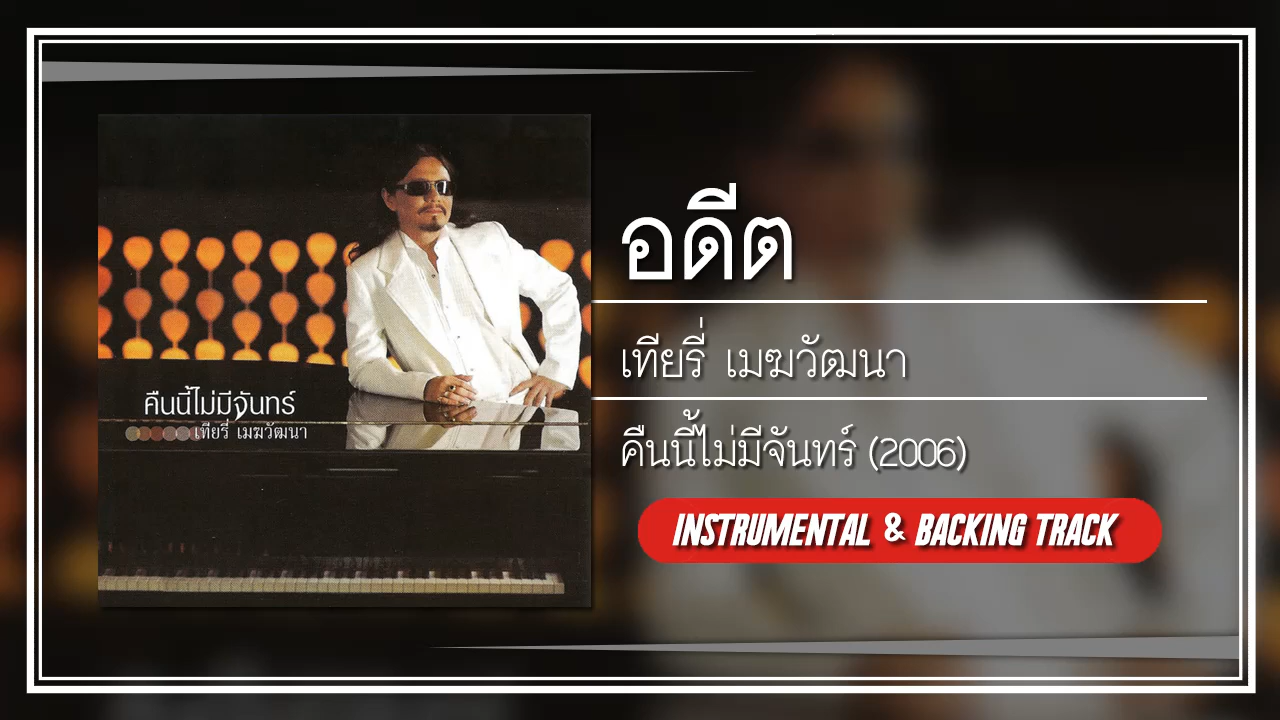 คืนนี้ไม่มีจันทร์
เทียรี่ เมฆวัฒนา
อดีต
เทียรี่ เมฆวัฒนา
คืนนี้ไม่มีจันทร์ (2006)
INSTRUMENTAL & BACKING TRACK